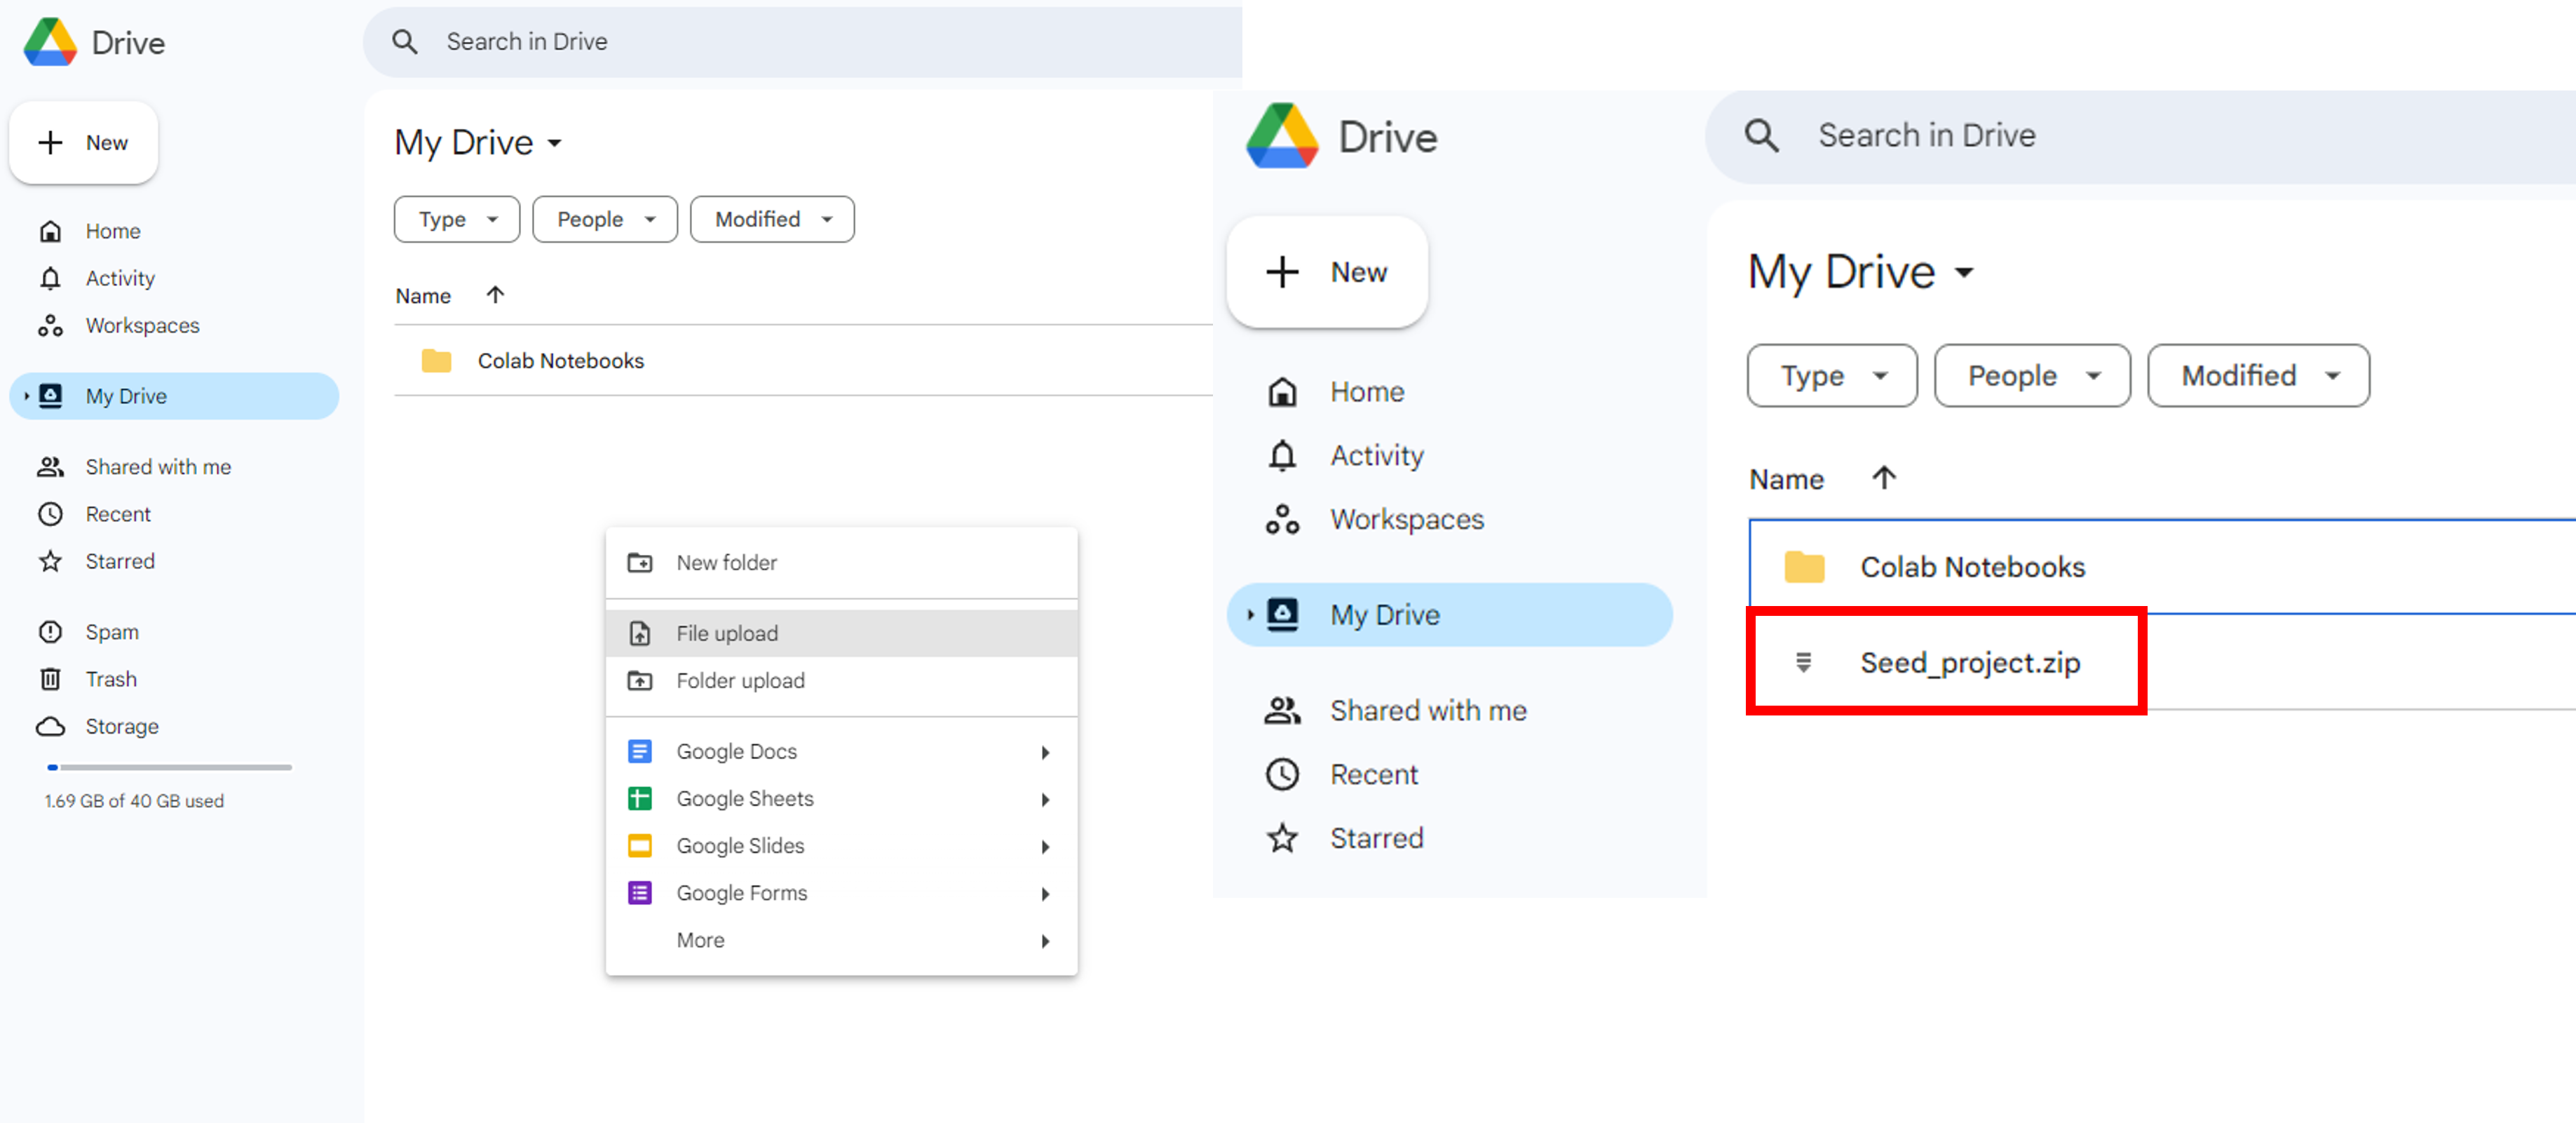 Drive
Search in Drive
New
My Drive
Type
People
Modified
Home
Activity
Workspaces
Name
Colab Notebooks
My Drive
Shared with me
Recent
Starred
Spam
Trash
Storage
1.69 GB of 40 GB used
New folder
File upload
Folder upload
Google Docs
Google Sheets
Google Slides
Google Forms
More
Drive
Search in Drive
New
My Drive
Type
People
Modified
Home
Activity
Workspaces
Name
Colab Notebooks
My Drive
Seed_project.zip
Shared with me
Recent
Starred